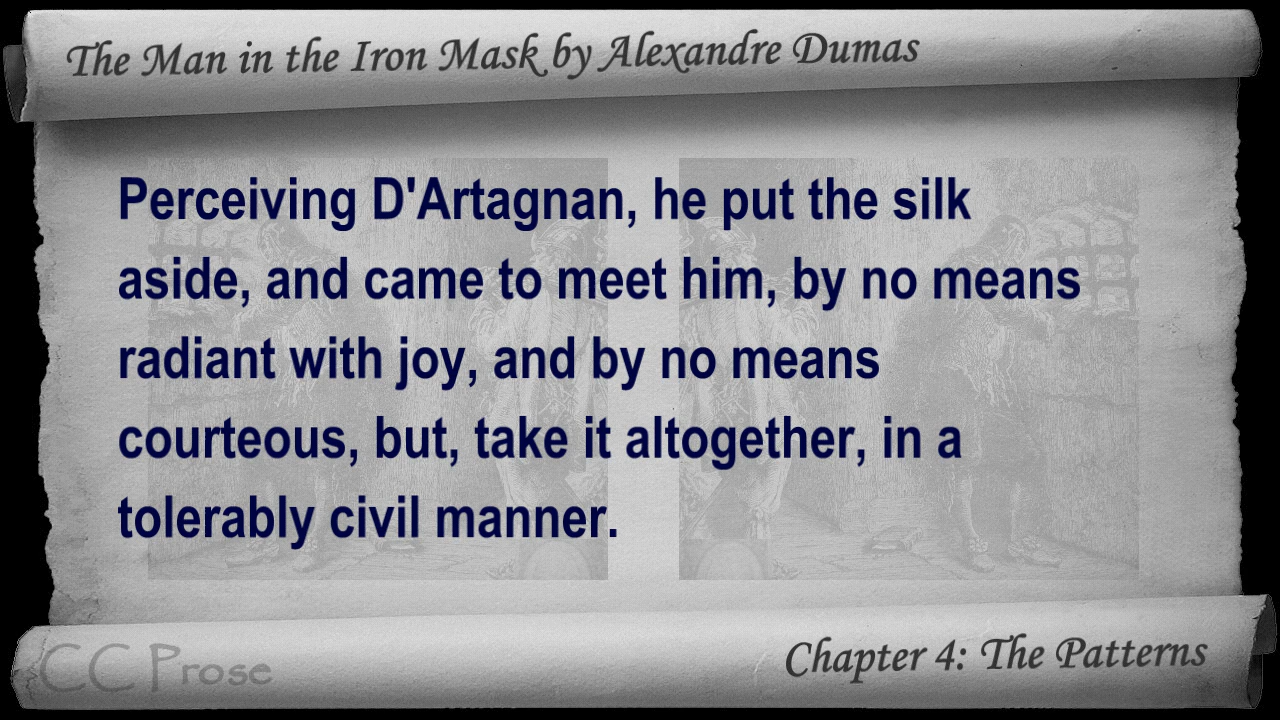 The Man in the Iron Mask by Alexandre Dumas
Perceiving D'Artagnan, he put the silk
aside, and came to meet him, by no means
radiant with joy, and by no means
courteous, but, take it altogether, in a
tolerably civil manner.
CC Prose
Chapter 4: The Patterns